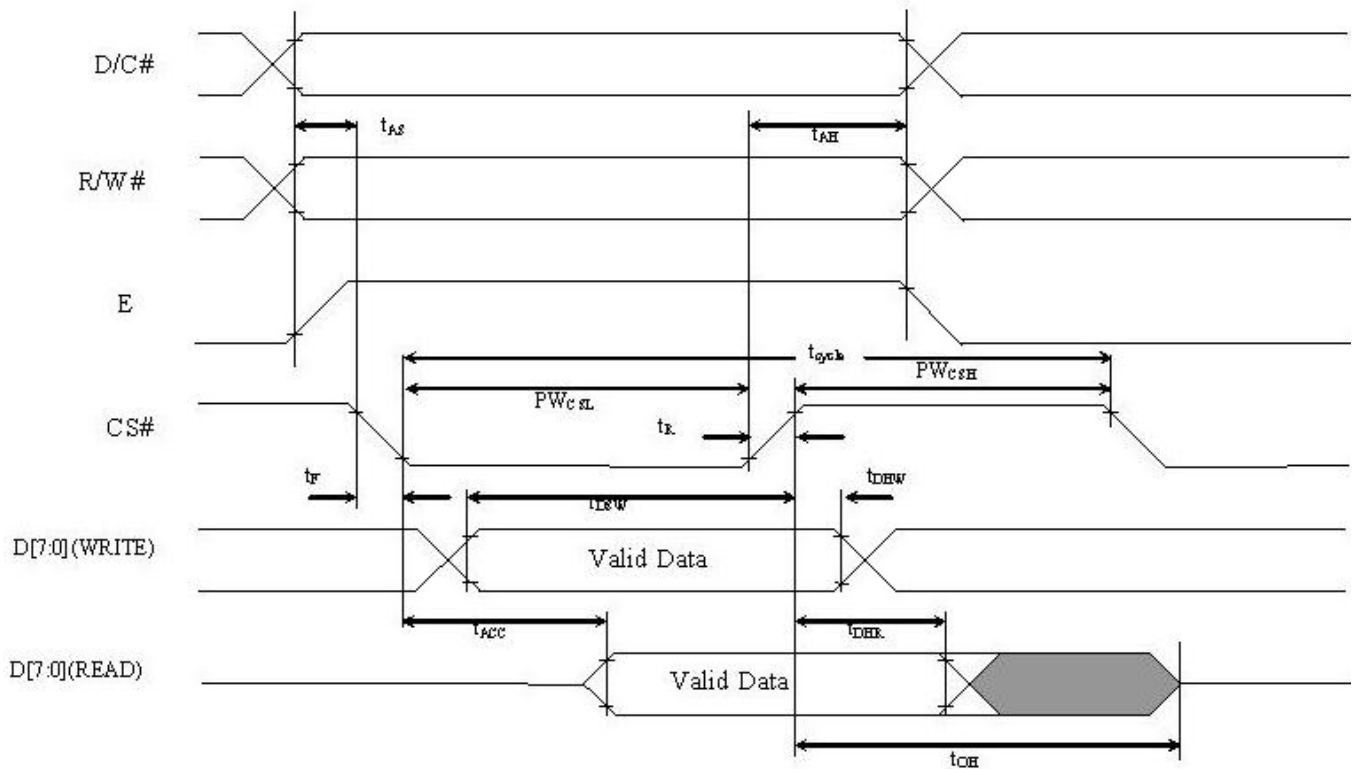 D/C#
tAS
tAH
R/W#
E
tcycle
PWCSL
PWCSH
CS#
tR
tF
tDSW
tDHW
D[7:0](WRITE)
Valid Data
tACC
tDHR
D[7:0](READ)
Valid Data
tOH